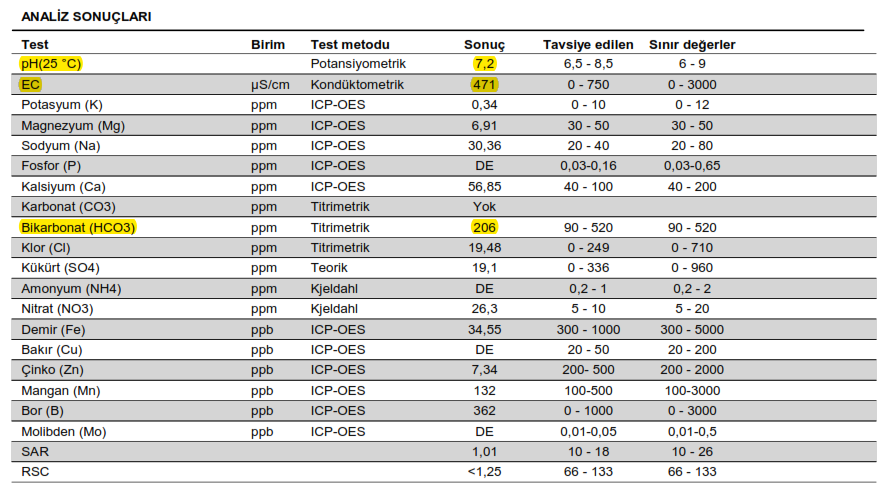 ANALİZ SONUÇLARI
Test Birim Test metodu Sonuç Tavsiye edilen Sınır değerler
pH(25 °C) Potansiyometrik 7,2 6,5 - 8,5 6 - 9
EC µS/cm Kondüktometrik 471 0 - 750 0 - 3000
Potasyum (K) ppm ICP-OES 0,34 0 - 10 0 - 12
Magnezyum (Mg) ppm ICP-OES 6,91 30 - 50 30 - 50
Sodyum (Na) ppm ICP-OES 30,36 20 - 40 20 - 80
Fosfor (P) ppm ICP-OES DE 0,03-0,16 0,03-0,65
Kalsiyum (Ca) ppm ICP-OES 56,85 40 - 100 40 - 200
Karbonat (CO3) ppm Titrimetrik Yok
Bikarbonat (HCO3) ppm Titrimetrik 206 90 - 520 90 - 520
Klor (Cl) ppm Titrimetrik 19,48 0 - 249 0 - 710
Kükürt (SO4) ppm Teorik 19,1 0 - 336 0 - 960
Amonyum (NH4) ppm Kjeldahl DE 0,2 - 1 0,2 - 2
Nitrat (NO3) ppm Kjeldahl 26,3 5 - 10 5 - 20
Demir (Fe) ppb ICP-OES 34,55 300 - 1000 300 - 5000
Bakır (Cu) ppb ICP-OES DE 20 - 50 20 - 200
Çinko (Zn) ppb ICP-OES 7,34 200- 500 200 - 2000
Mangan (Mn) ppb ICP-OES 132 100-500 100-3000
Bor (B) ppb ICP-OES 362 0 - 1000 0 - 3000
Molibden (Mo) ppb ICP-OES DE 0,01-0,05 0,01-0,5
SAR 1,01 10 - 18 10 - 26
RSC <1,25 66 - 133 66 - 133